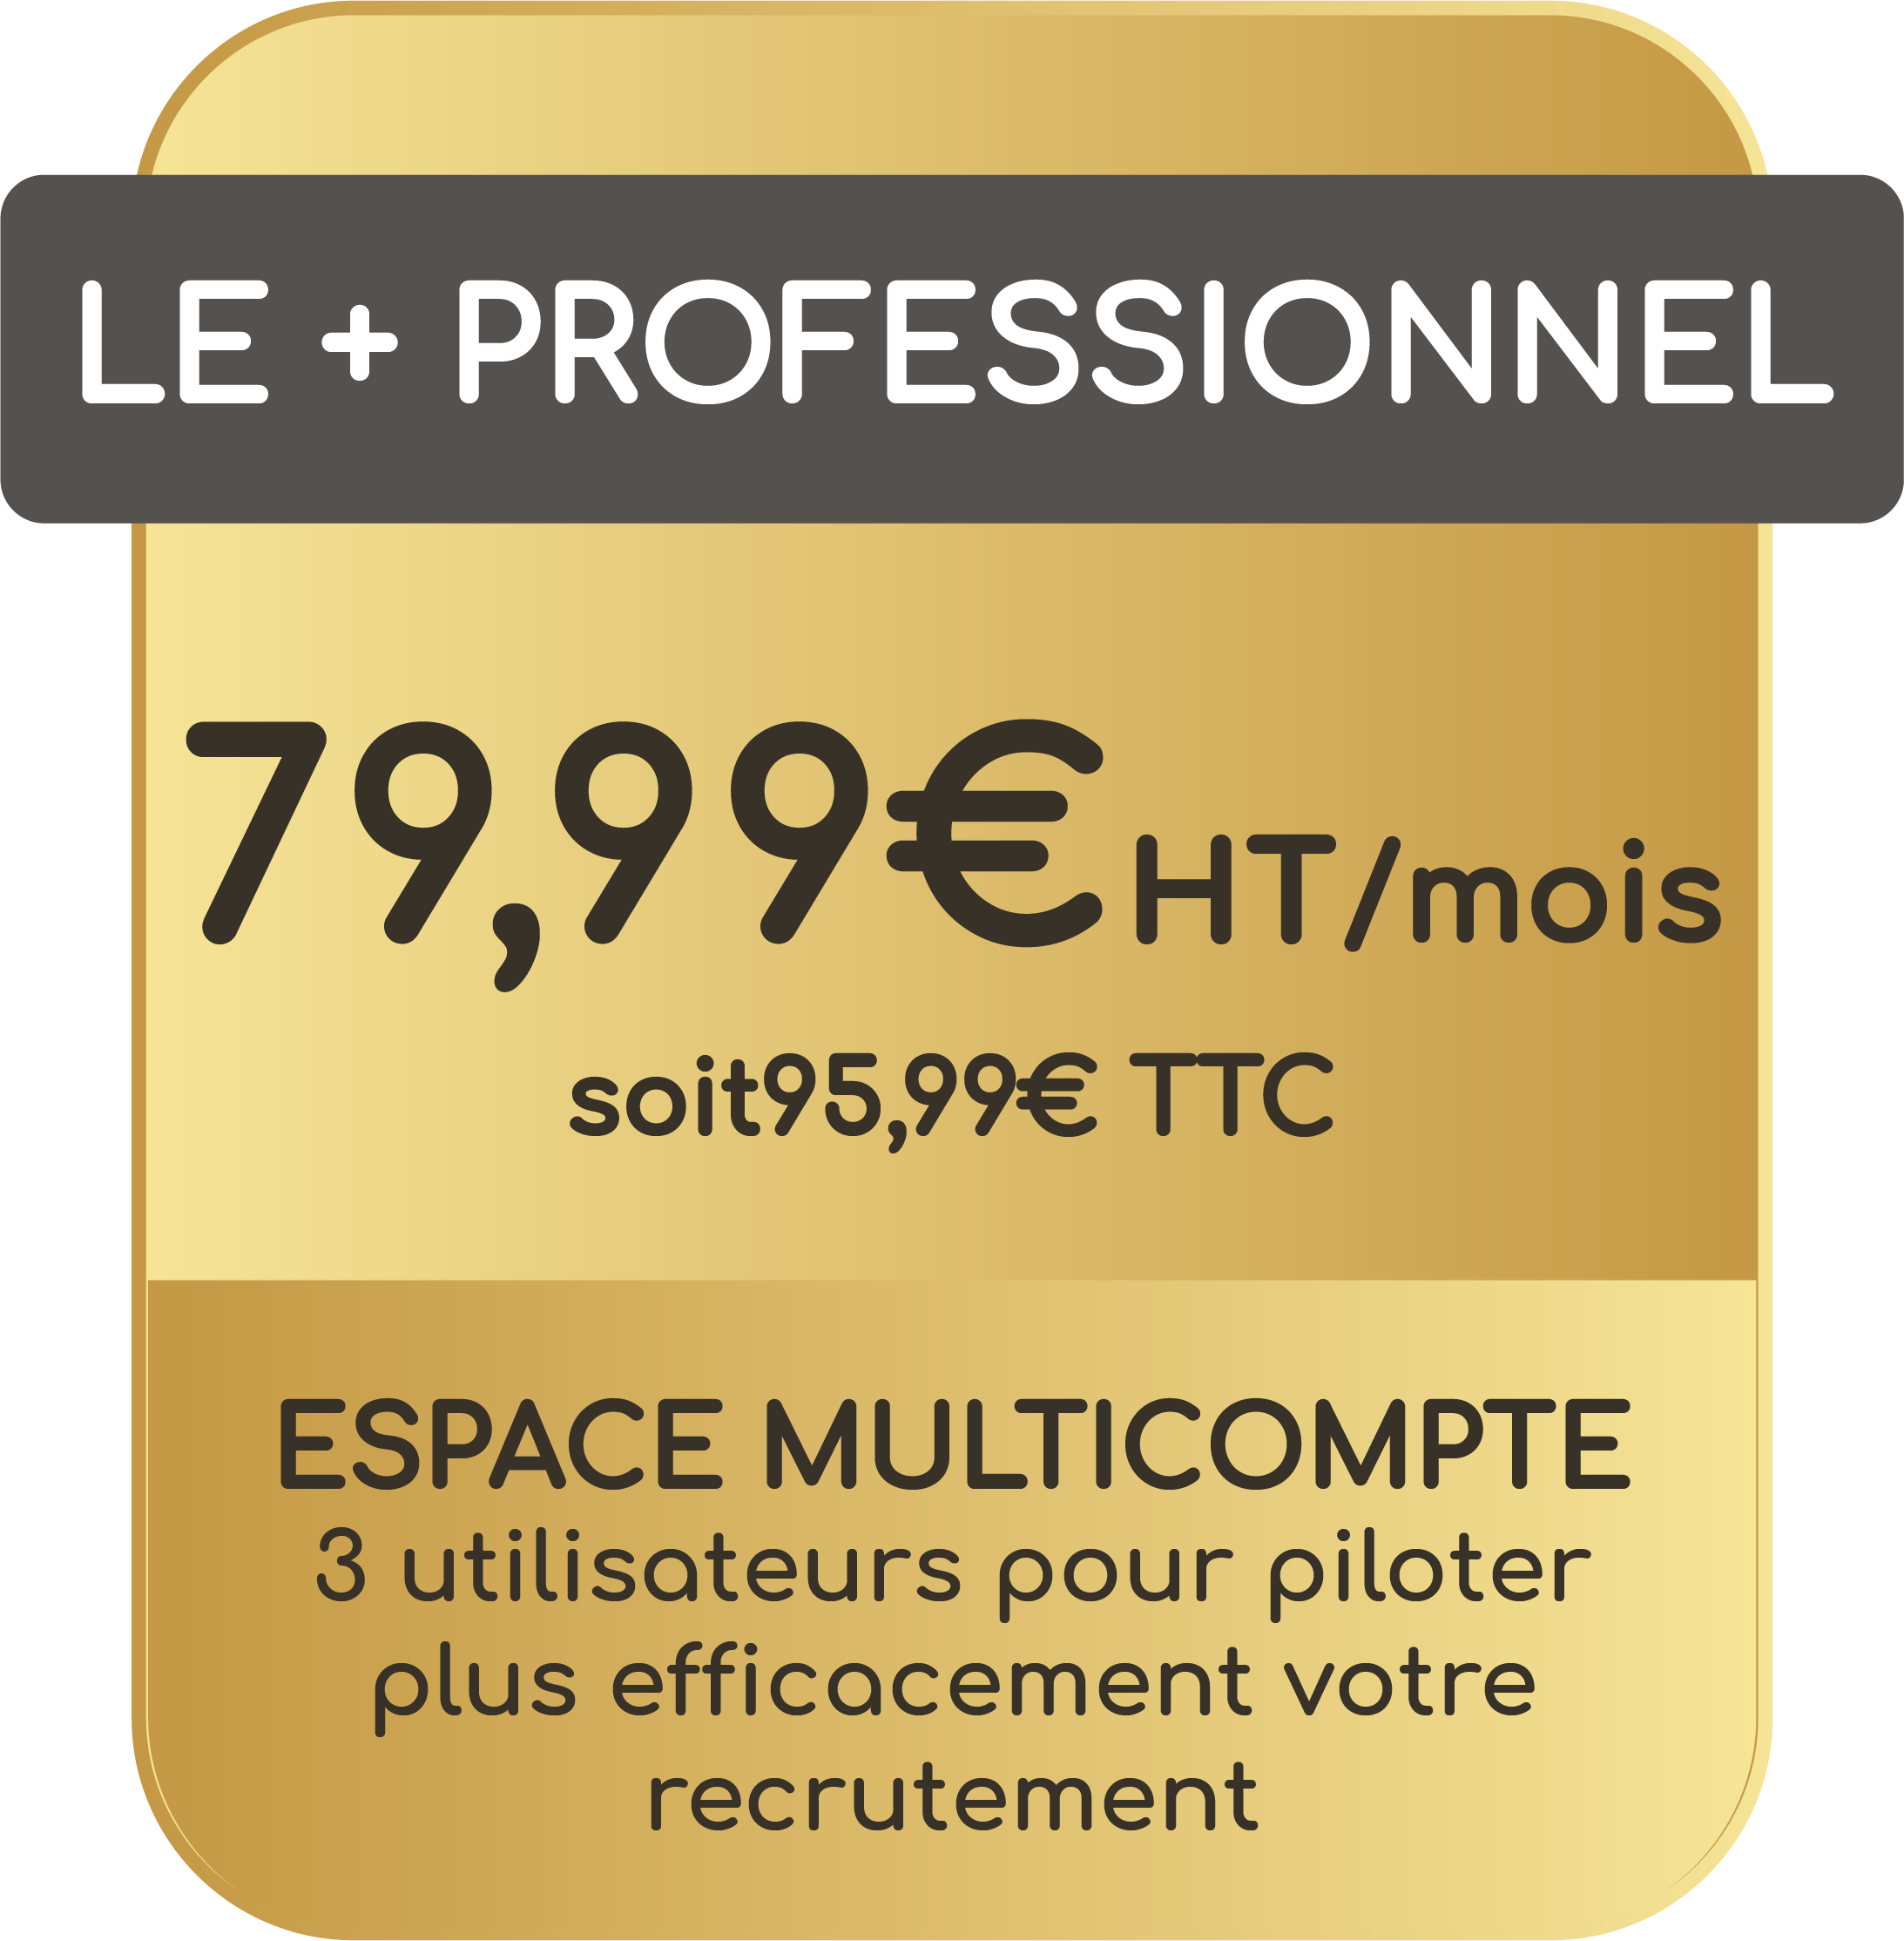 LE + PROFESSIONNEL
79,99€ HT/mois
soit95,99€ TTC
ESPACE MULTICOMPTE
3 utilisateurs pour piloter
plus efficacement votre
recrutement